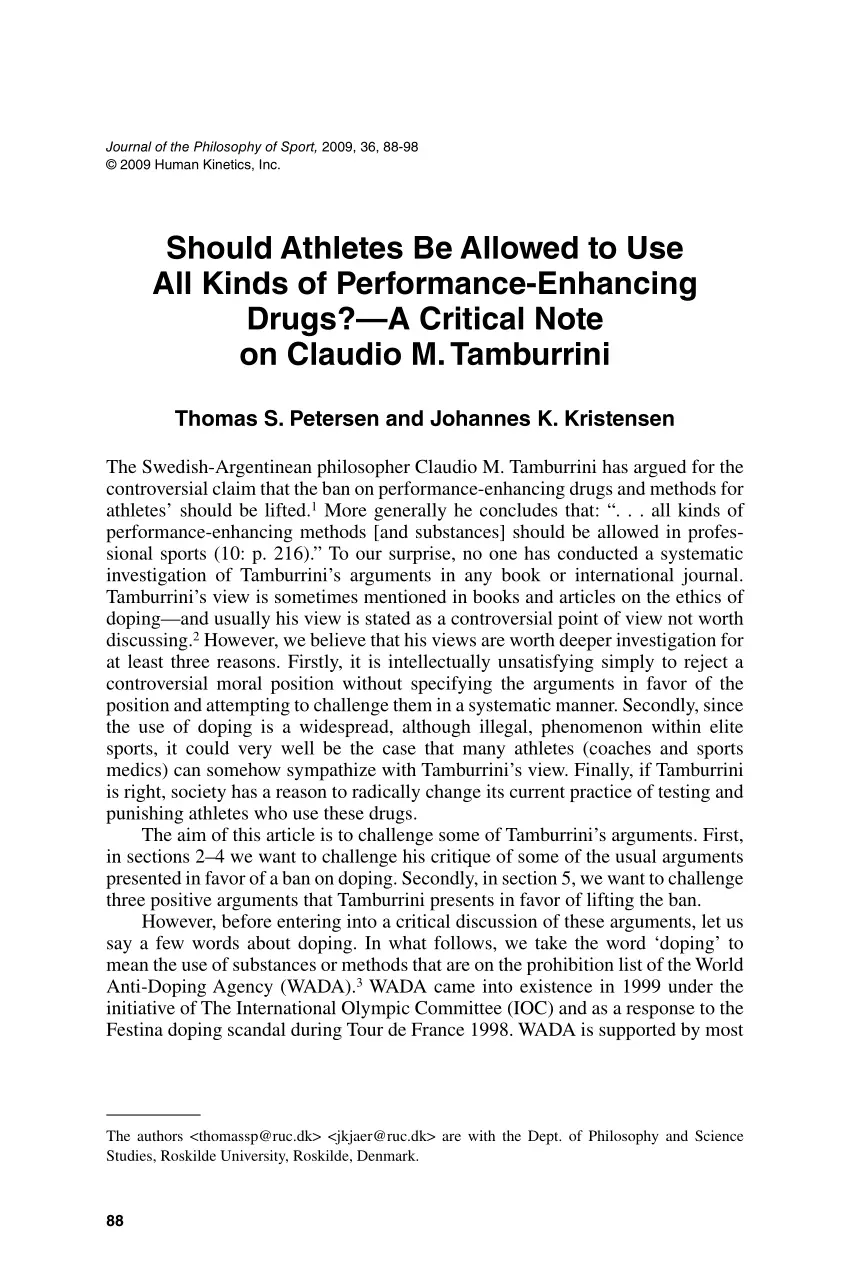 Journal of the Philosophy of Sport, 2009, 36, 88-98
© 2009 Human Kinetics, Inc.
Should Athletes Be Allowed to Use
All Kinds of Performance-Enhancing
Drugs?—A Critical Note
on Claudio M. Tamburrini
Thomas S. Petersen and Johannes K. Kristensen
The Swedish-Argentinean philosopher Claudio M. Tamburrini has argued for the
controversial claim that the ban on performance-enhancing drugs and methods for
athletes’ should be lifted.¹ More generally he concludes that: “. . . all kinds of
performance-enhancing methods [and substances] should be allowed in profes-
sional sports (10: p. 216).” To our surprise, no one has conducted a systematic
investigation of Tamburrini’s arguments in any book or international journal.
Tamburrini’s view is sometimes mentioned in books and articles on the ethics of
doping—and usually his view is stated as a controversial point of view not worth
discussing.² However, we believe that his views are worth deeper investigation for
at least three reasons. Firstly, it is intellectually unsatisfying simply to reject a
controversial moral position without specifying the arguments in favor of the
position and attempting to challenge them in a systematic manner. Secondly, since
the use of doping is a widespread, although illegal, phenomenon within elite
sports, it could very well be the case that many athletes (coaches and sports
medics) can somehow sympathize with Tamburrini’s view. Finally, if Tamburrini
is right, society has a reason to radically change its current practice of testing and
punishing athletes who use these drugs.
The aim of this article is to challenge some of Tamburrini’s arguments. First,
in sections 2–4 we want to challenge his critique of some of the usual arguments
presented in favor of a ban on doping. Secondly, in section 5, we want to challenge
three positive arguments that Tamburrini presents in favor of lifting the ban.
However, before entering into a critical discussion of these arguments, let us
say a few words about doping. In what follows, we take the word ‘doping’ to
mean the use of substances or methods that are on the prohibition list of the World
Anti-Doping Agency (WADA).³ WADA came into existence in 1999 under the
initiative of The International Olympic Committee (IOC) and as a response to the
Festina doping scandal during Tour de France 1998. WADA is supported by most
The authors <thomassp@ruc.dk> <jkjaer@ruc.dk> are with the Dept. of Philosophy and Science
Studies, Roskilde University, Roskilde, Denmark.
88